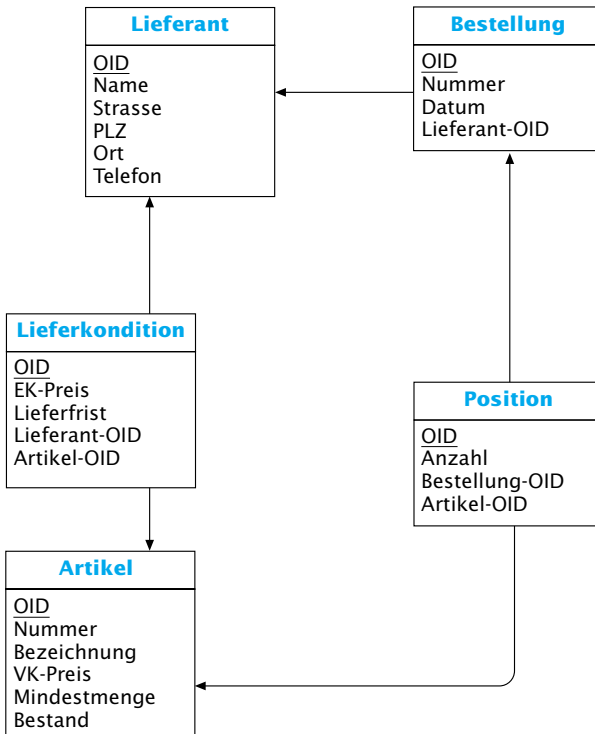 Lieferant
OID
Name
Strasse
PLZ
Ort
Telefon
Bestellung
OID
Nummer
Datum
Lieferant-OID
Lieferkondition
OID
EK-Preis
Lieferfrist
Lieferant-OID
Artikel-OID
Position
OID
Anzahl
Bestellung-OID
Artikel-OID
Artikel
OID
Nummer
Bezeichnung
VK-Preis
Mindestmenge
Bestand